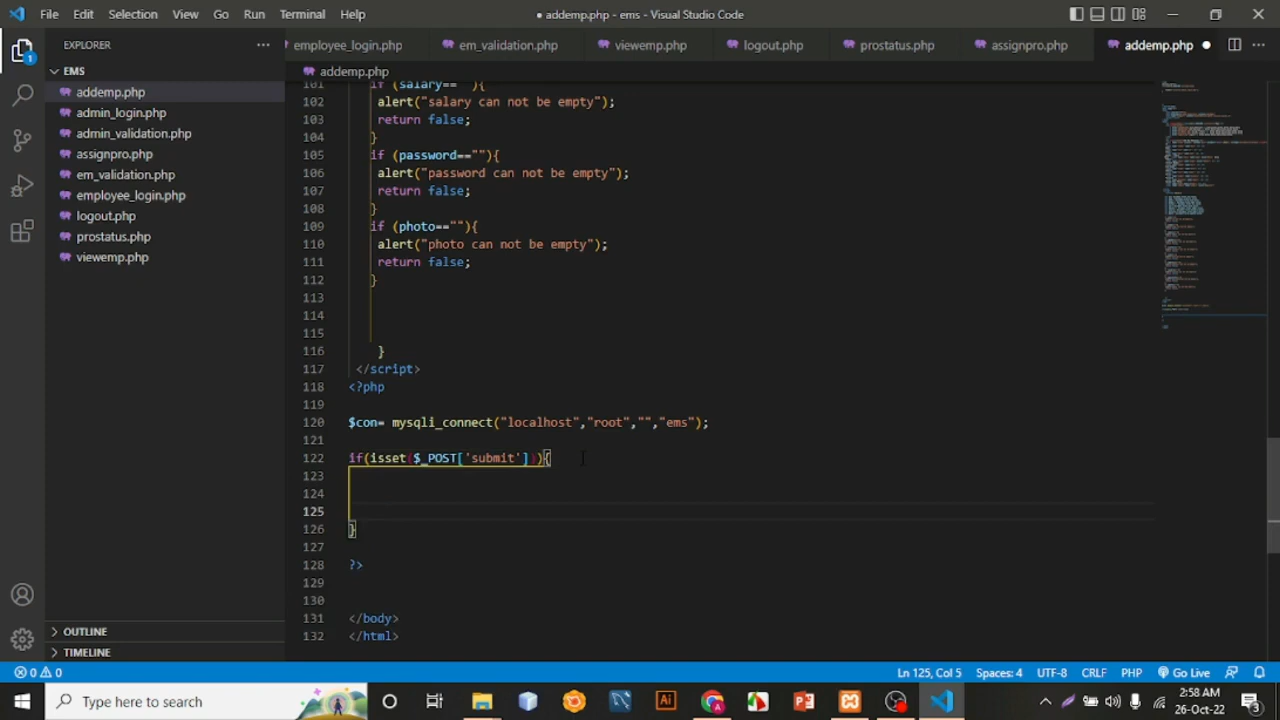 File Edit Selection View Go Run Terminal Help
● addemp.php - ems - Visual Studio Code
EXPLORER
employee_login.php em_validation.php viewemp.php logout.php prostatus.php assignpro.php addemp.php
EMS
addemp.php
admin_login.php
admin_validation.php
assignpro.php
em_validation.php
employee_login.php
logout.php
prostatus.php
viewemp.php
OUTLINE
TIMELINE
addemp.php
101 if (salary==""){
102 alert("salary can not be empty");
103 return false;
104 }
105 if (password==""){
106 alert("password can not be empty");
107 return false;
108 }
109 if (photo==""){
110 alert("photo can not be empty");
111 return false;
112 }
113
114
115
116 }
117 </script>
118 <?php
119
120 $con= mysqli_connect("localhost","root","","ems");
121
122 if(isset($_POST['submit'])){
123
124
125
126 }
127
128 ?>
129
130
131 </body>
132 </html>
0 0 Ln 125, Col 5 Spaces: 4 UTF-8 CRLF PHP Go Live
Type here to search
2:58 AM
26-Oct-22
3
1